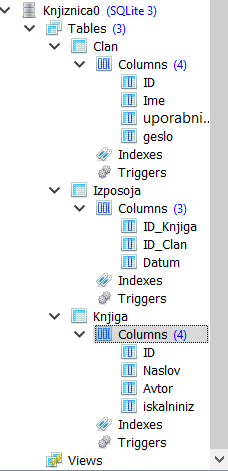 Knjiznica0 (SQLite 3)
Tables (3)
Clan
Columns (4)
ID
Ime
uporabni...
geslo
Indexes
Triggers
Izposoja
Columns (3)
ID_Knjiga
ID_Clan
Datum
Indexes
Triggers
Knjiga
Columns (4)
ID
Naslov
Avtor
iskalniniz
Indexes
Triggers
Views